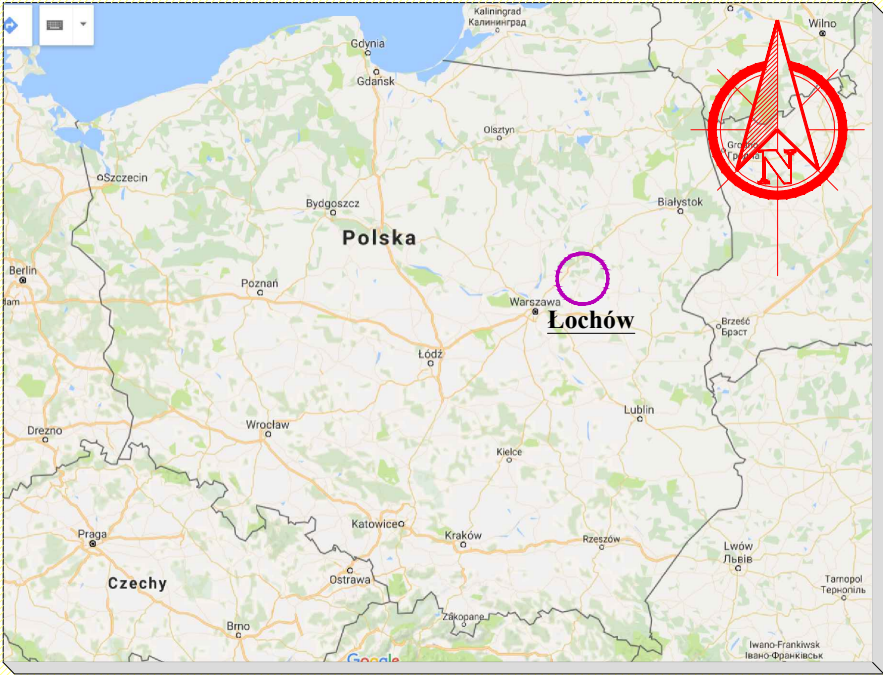 Kaliningrad
Калининград
Wilno
Gdynia
Gdańsk
Olsztyn
Grodno
Szczecin
Bydgoszcz
Białystok
Polska
Berlin
Poznań
Warszawa
Łochów
Brześć
Брэст
Łódź
Lublin
Drezno
Wrocław
Kielce
Katowice
Kraków
Rzeszów
Praga
Lwów
Львів
Czechy
Ostrawa
Tarnopol
Тернопіль
Zakopane
Brno
Iwano-Frankiwsk
Івано-Франківськ
Google
N